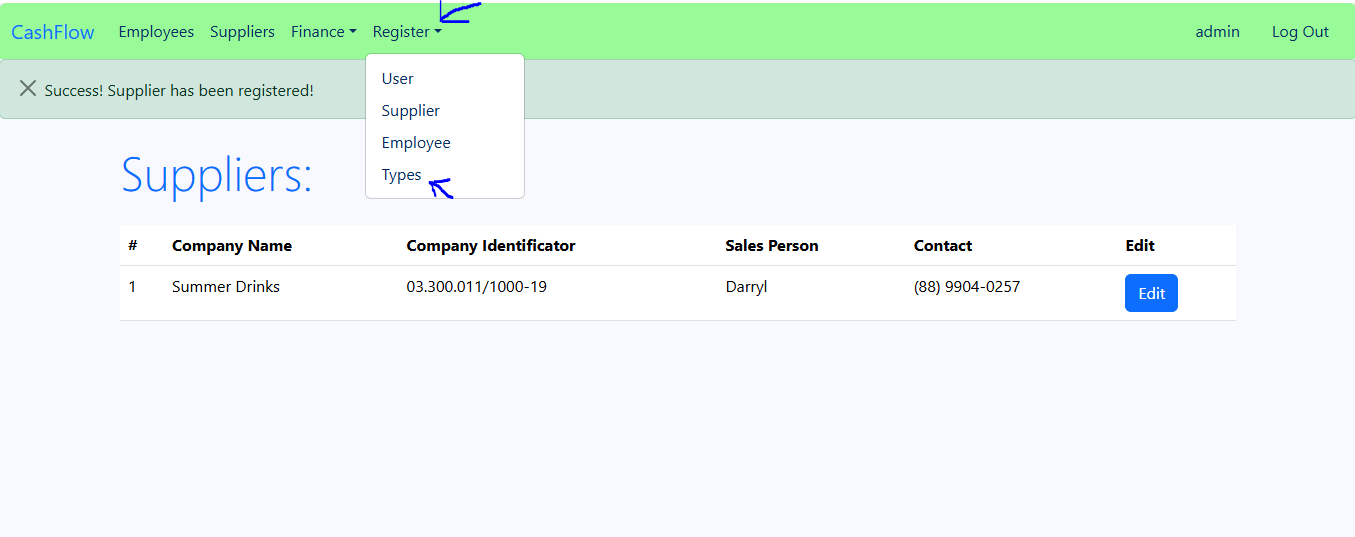 CashFlow Employees Suppliers Finance Register admin Log Out
User
Supplier
Employee
Types
Success! Supplier has been registered!
Suppliers:
# Company Name Company Identificator Sales Person Contact Edit
1 Summer Drinks 03.300.011/1000-19 Darryl (88) 9904-0257 Edit